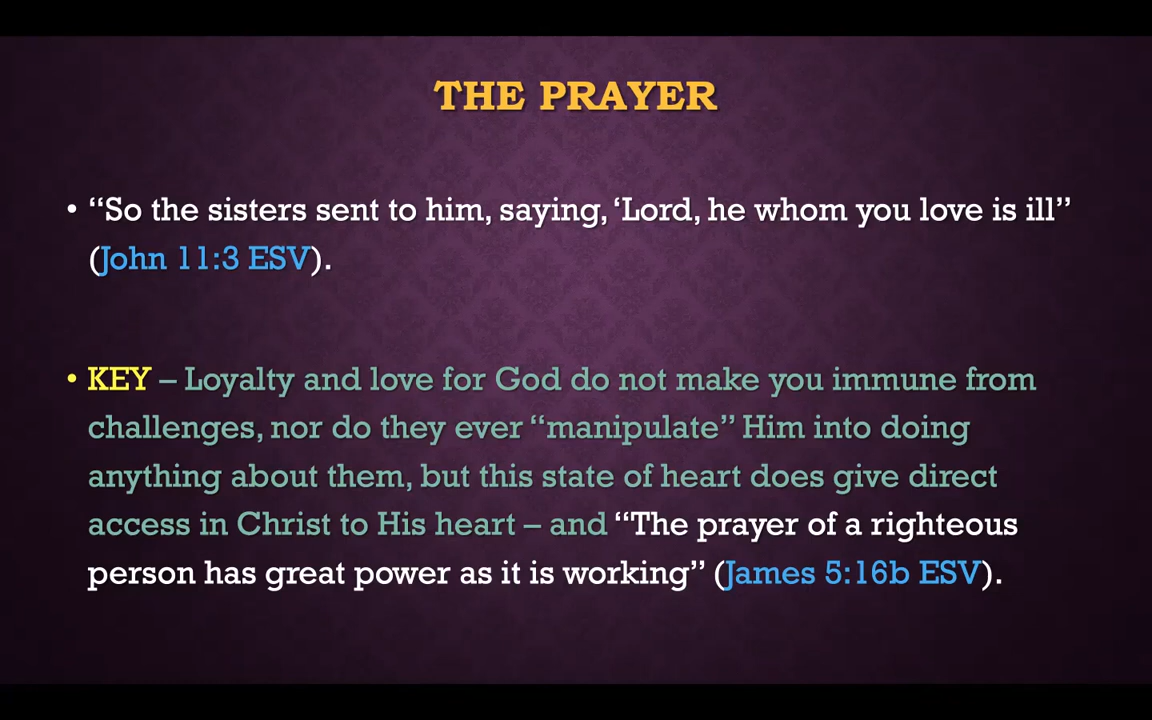 THE PRAYER
• “So the sisters sent to him, saying, ‘Lord, he whom you love is ill”
(John 11:3 ESV).
• KEY – Loyalty and love for God do not make you immune from
challenges, nor do they ever “manipulate” Him into doing
anything about them, but this state of heart does give direct
access in Christ to His heart – and “The prayer of a righteous
person has great power as it is working” (James 5:16b ESV).